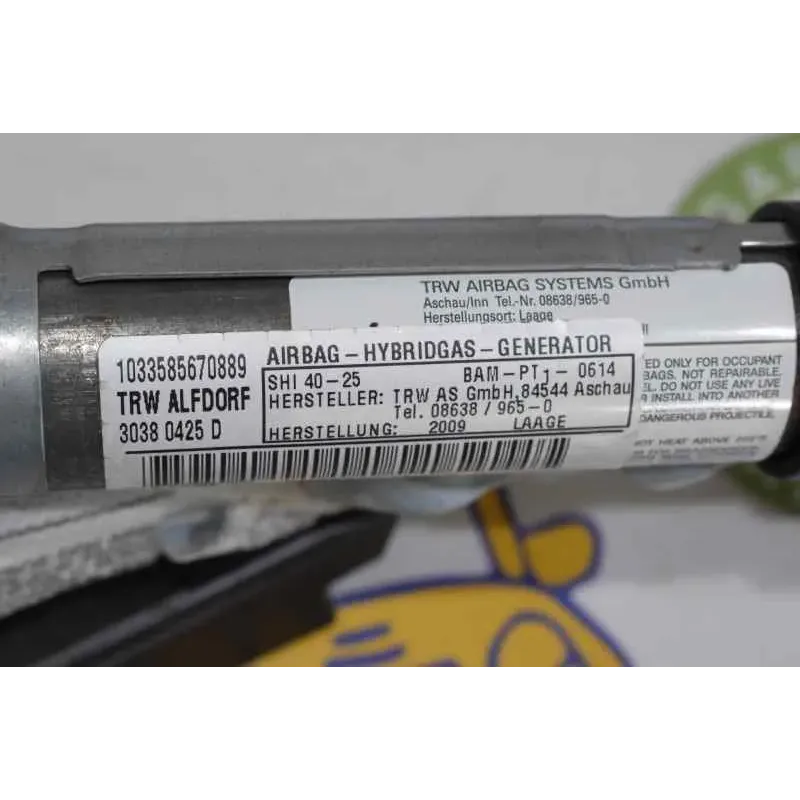 TRW AIRBAG SYSTEMS GmbH
Aschau/Inn Tel.-Nr. 08638/965-0
Herstellungsort: Laage
1033585670889
TRW ALFDORF
3038 0425 D
AIRBAG-HYBRIDGAS-GENERATOR
SHI 40-25 BAM-PT1-0614
HERSTELLER: TRW AS GmbH,84544 Aschau
Tel. 08638/965-0
HERSTELLUNG: 2009 LAAGE
ED ONLY FOR OCCUPANT
BAGS. NOT REPAIRABLE.
DO NOT USE ANY LIVE
INSTALL INTO ANOTHER
DANGEROUS PROJECTILE
HEAT ABOVE